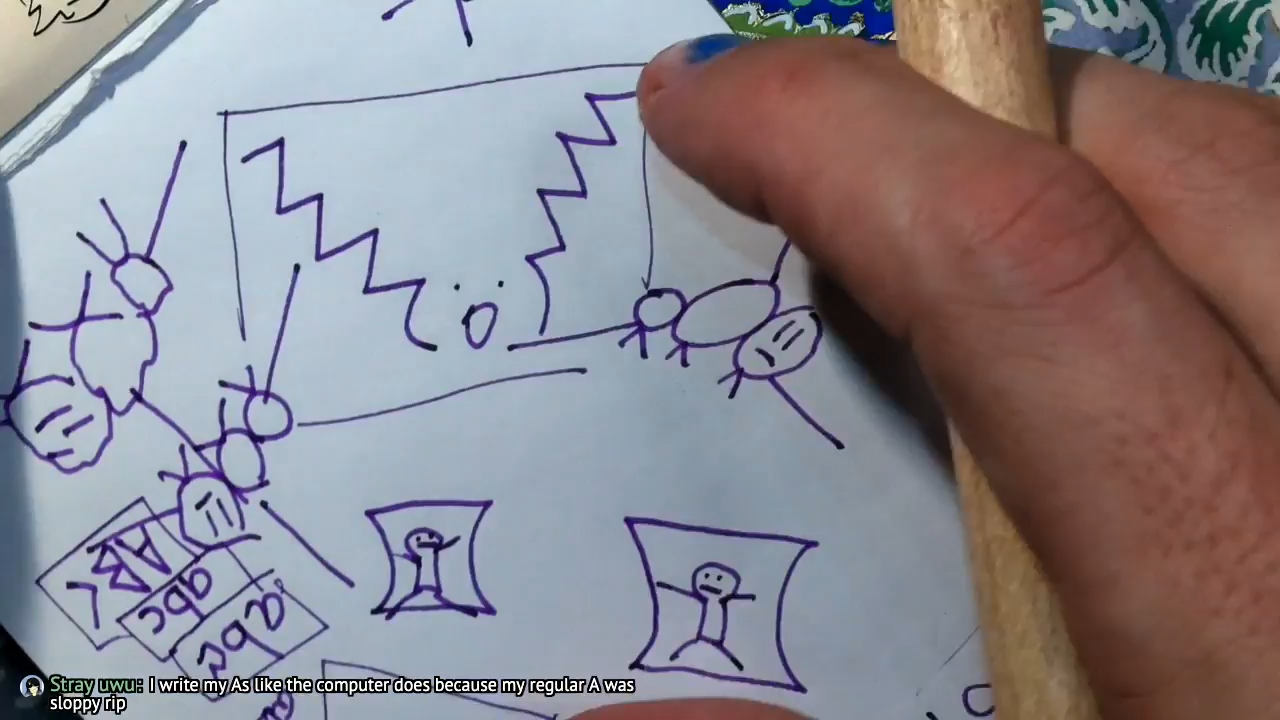 ABC
abc
abc
Stray uwu: I write my As like the computer does because my regular A was
sloppy rip